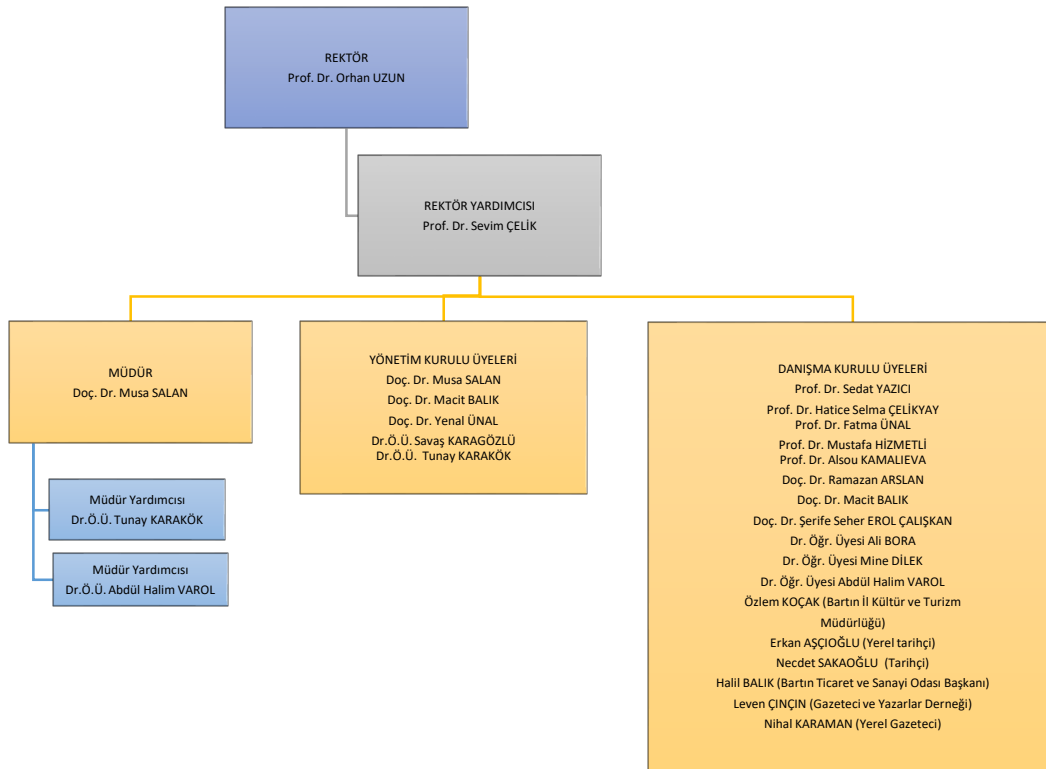 REKTÖR
Prof. Dr. Orhan UZUN
REKTÖR YARDIMCISI
Prof. Dr. Sevim ÇELİK
MÜDÜR
Doç. Dr. Musa SALAN
Müdür Yardımcısı
Dr.Ö.Ü. Tunay KARAKÖK
Müdür Yardımcısı
Dr.Ö.Ü. Abdül Halim VAROL
YÖNETİM KURULU ÜYELERİ
Doç. Dr. Musa SALAN
Doç. Dr. Macit BALIK
Doç. Dr. Yenal ÜNAL
Dr.Ö.Ü. Savaş KARAGÖZLÜ
Dr.Ö.Ü. Tunay KARAKÖK
DANIŞMA KURULU ÜYELERİ
Prof. Dr. Sedat YAZICI
Prof. Dr. Hatice Selma ÇELİKYAY
Prof. Dr. Fatma ÜNAL
Prof. Dr. Mustafa HİZMETLİ
Prof. Dr. Alsou KAMALIEVA
Doç. Dr. Ramazan ARSLAN
Doç. Dr. Macit BALIK
Doç. Dr. Şerife Seher EROL ÇALIŞKAN
Dr. Öğr. Üyesi Ali BORA
Dr. Öğr. Üyesi Mine DİLEK
Dr. Öğr. Üyesi Abdül Halim VAROL
Özlem KOÇAK (Bartın İl Kültür ve Turizm
Müdürlüğü)
Erkan AŞÇIOĞLU (Yerel tarihçi)
Necdet SAKAOĞLU (Tarihçi)
Halil BALIK (Bartın Ticaret ve Sanayi Odası Başkanı)
Leven ÇINÇIN (Gazeteci ve Yazarlar Derneği)
Nihal KARAMAN (Yerel Gazeteci)